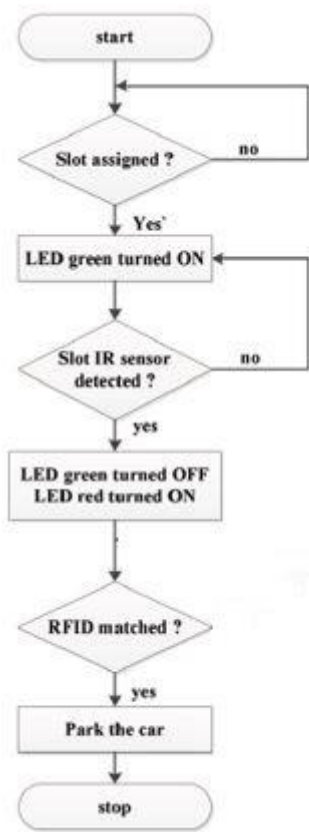 start
Slot assigned ?
no
Yes'
LED green turned ON
Slot IR sensor
detected ?
no
yes
LED green turned OFF
LED red turned ON
RFID matched ?
yes
Park the car
stop